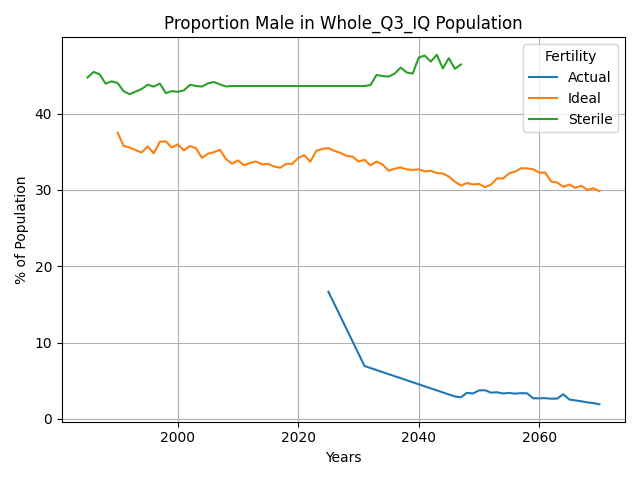 Proportion Male in Whole_Q3_IQ Population
Fertility
Actual
Ideal
Sterile
% of Population
40
30
20
10
0
2000
2020
2040
2060
Years